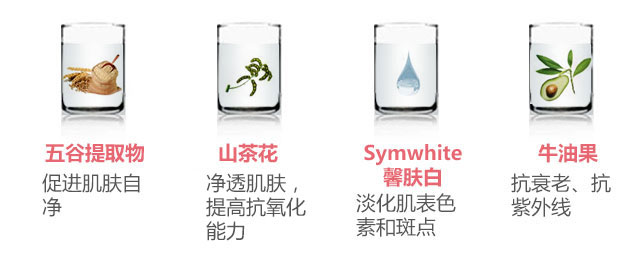 五谷提取物
促进肌肤自
净
山茶花
净透肌肤，
提高抗氧化
能力
Symwhite
馨肤白
淡化肌表色
素和斑点
牛油果
抗衰老、抗
紫外线